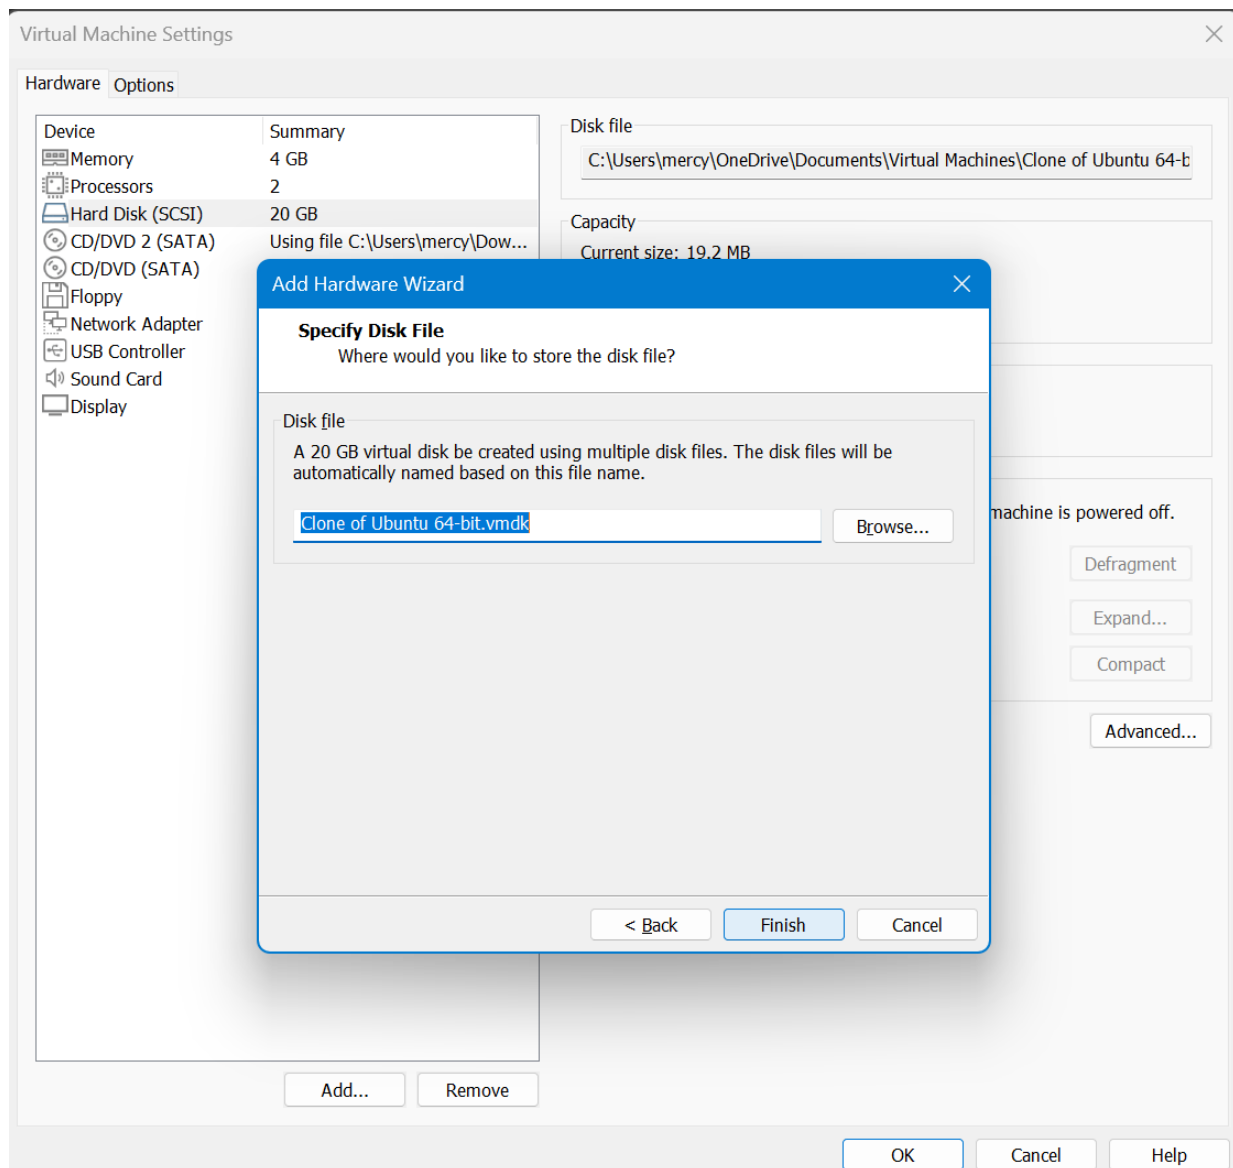 Virtual Machine Settings
Hardware Options
Device Summary
Memory 4 GB
Processors 2
Hard Disk (SCSI) 20 GB
CD/DVD 2 (SATA) Using file C:\Users\mercy\Dow...
CD/DVD (SATA)
Floppy
Network Adapter
USB Controller
Sound Card
Display
Add... Remove
Disk file
C:\Users\mercy\OneDrive\Documents\Virtual Machines\Clone of Ubuntu 64-b
Capacity
Current size: 19.2 MB
machine is powered off.
Defragment
Expand...
Compact
Advanced...
Add Hardware Wizard
Specify Disk File
Where would you like to store the disk file?
Disk file
A 20 GB virtual disk be created using multiple disk files. The disk files will be
automatically named based on this file name.
Clone of Ubuntu 64-bit.vmdk Browse...
< Back Finish Cancel
OK Cancel Help